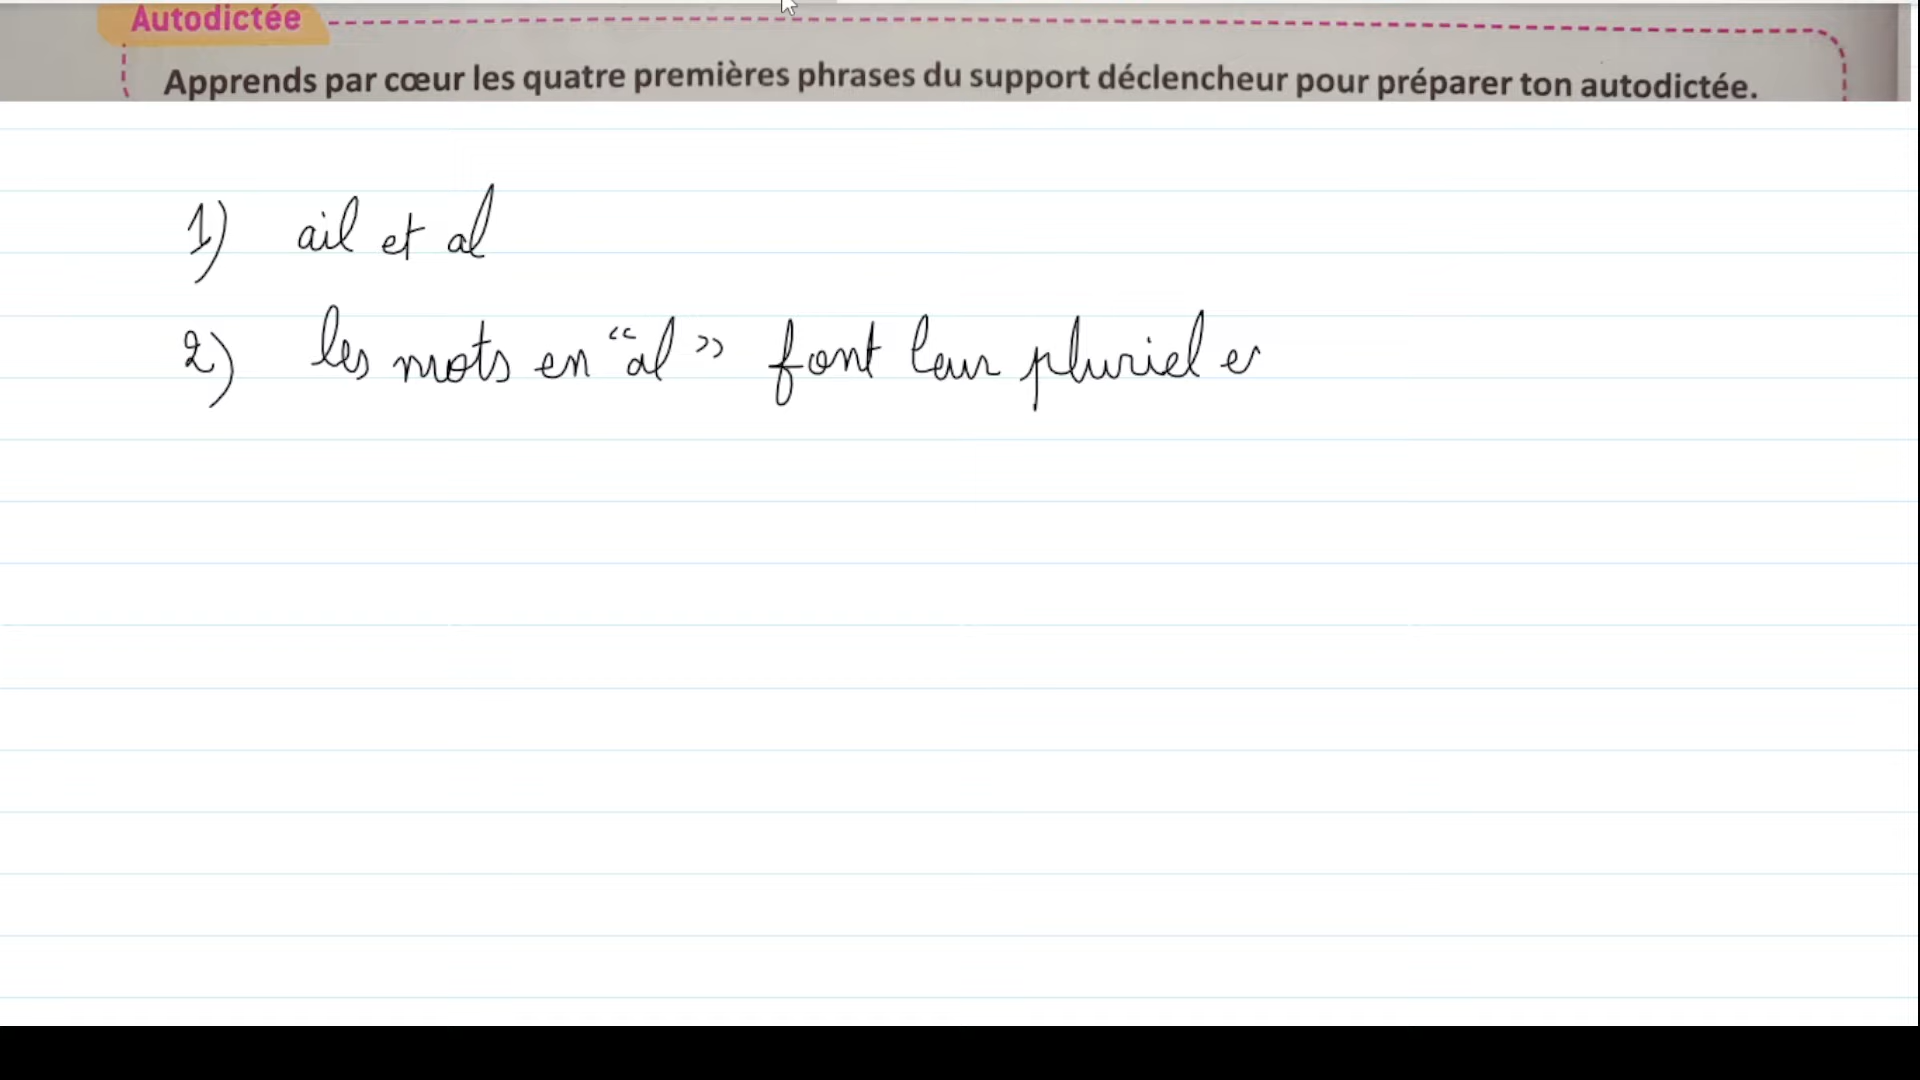 Autodictée
Apprends par cœur les quatre premières phrases du support déclencheur pour préparer ton autodictée.
1) ail et al
2) les mots en “al” font leur pluriel e